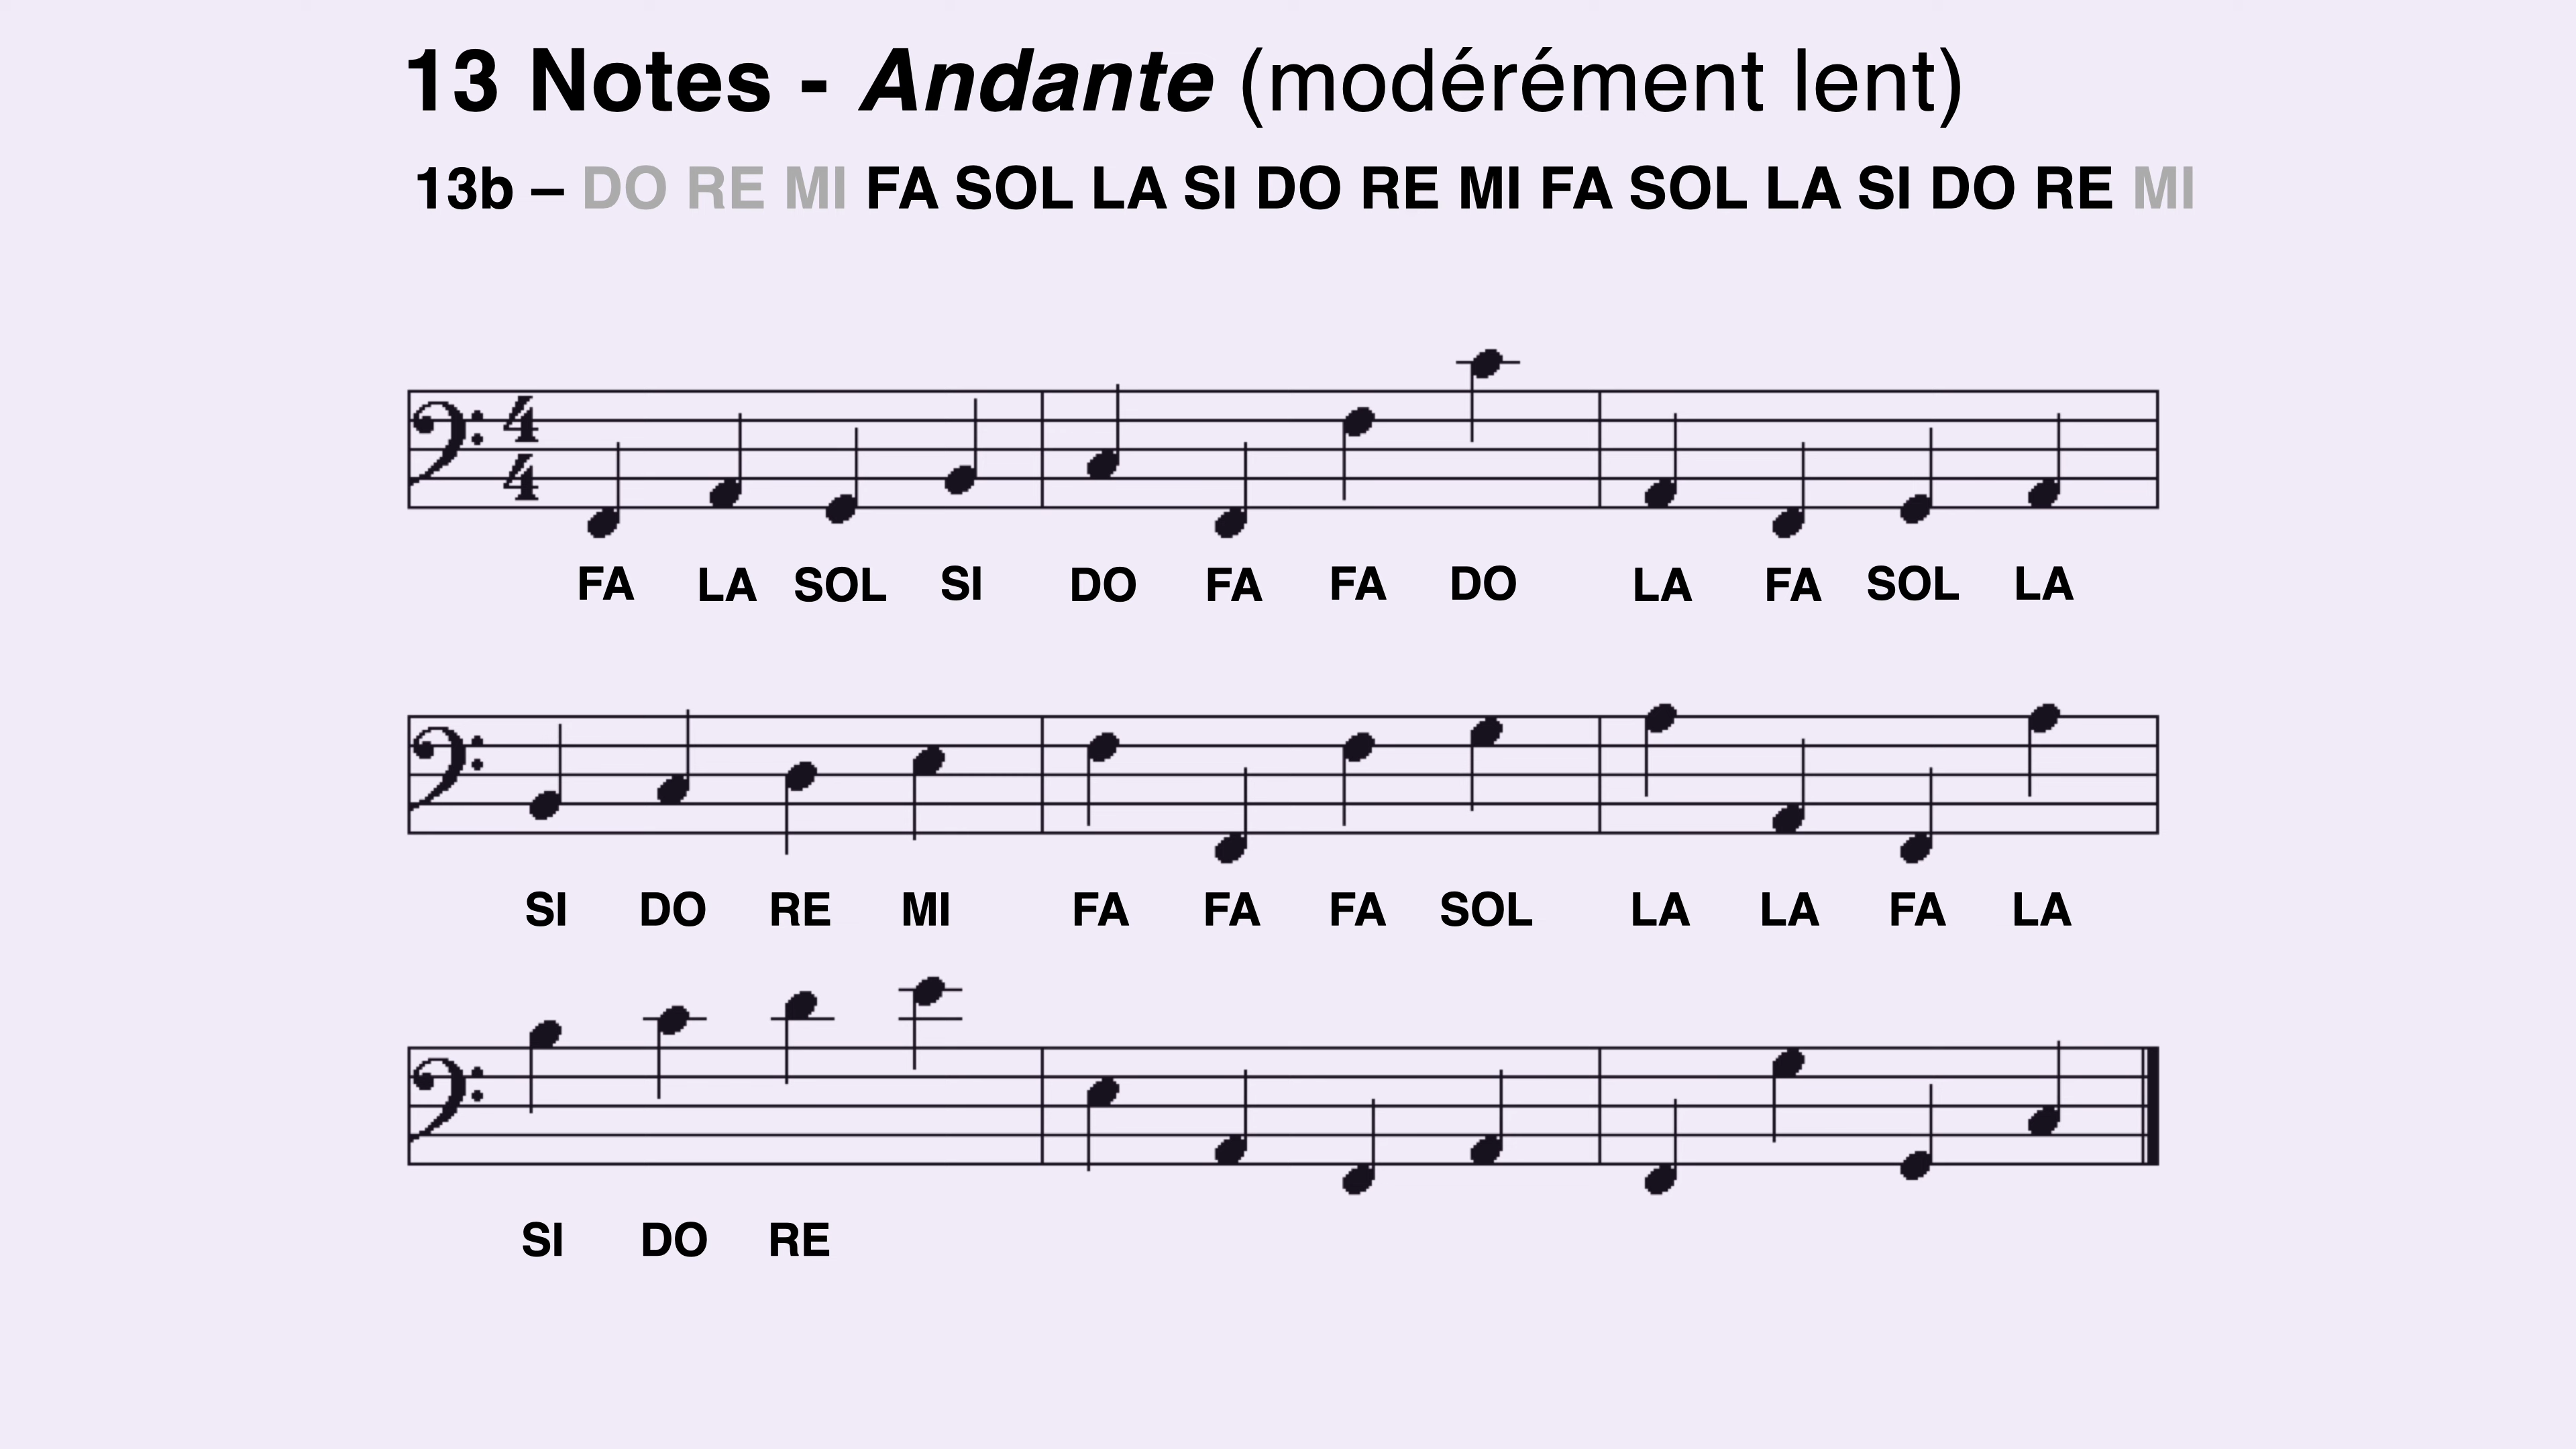 13 Notes - Andante (modérément lent)
13b – DO RE MI FA SOL LA SI DO RE MI FA SOL LA SI DO RE MI
4
4
FA LA SOL SI DO FA FA DO LA FA SOL LA
SI DO RE MI FA FA FA SOL LA LA FA LA
SI DO RE